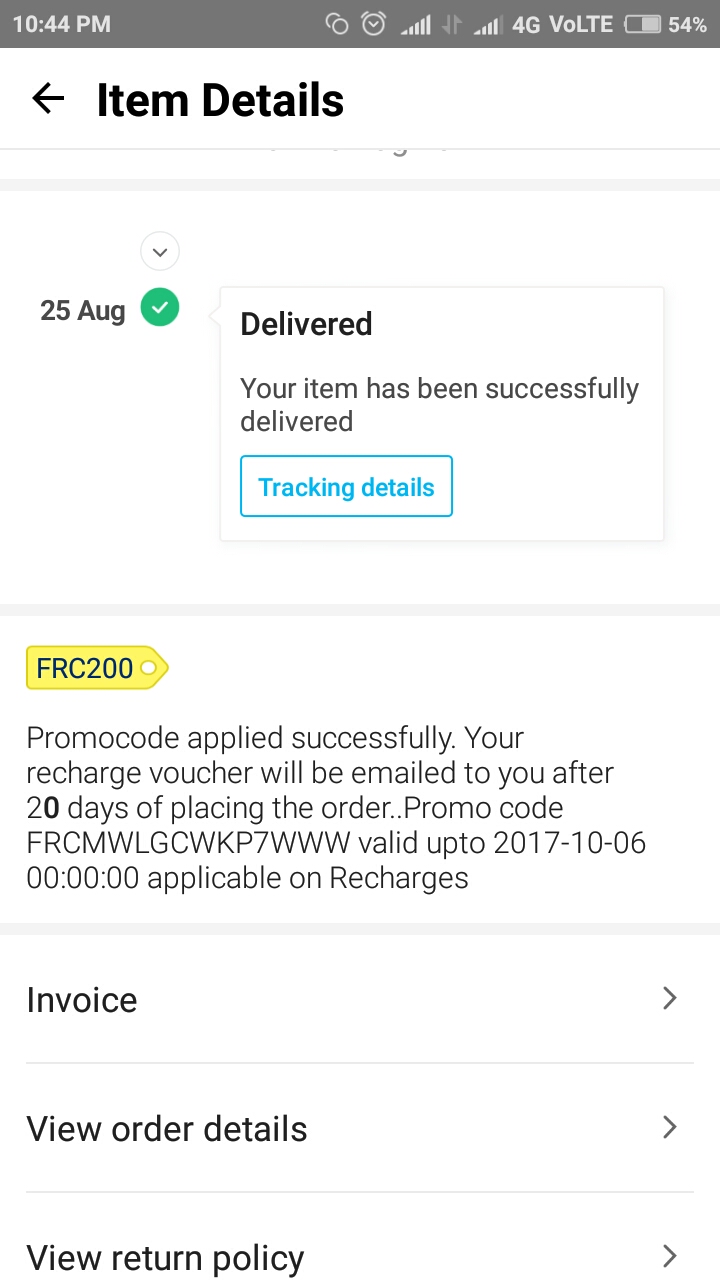 10:44 PM 4G VoLTE 54%
Item Details
25 Aug
Delivered
Your item has been successfully
delivered
Tracking details
FRC200
Promocode applied successfully. Your
recharge voucher will be emailed to you after
20 days of placing the order..Promo code
FRCMWLGCWKP7WWW valid upto 2017-10-06
00:00:00 applicable on Recharges
Invoice
View order details
View return policy